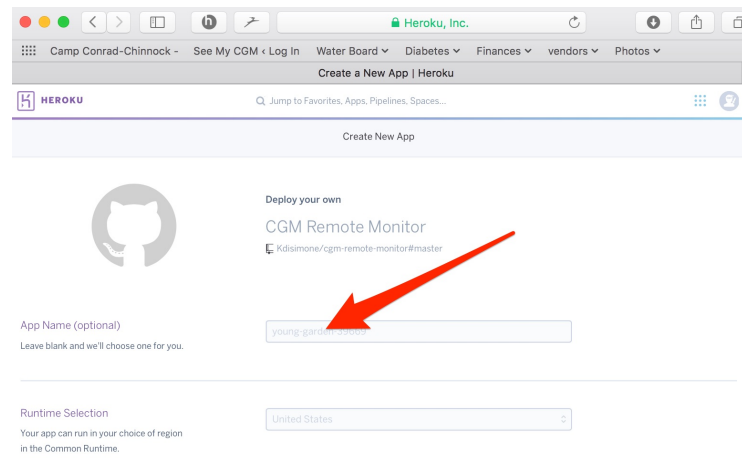 Heroku, Inc.
Camp Conrad-Chinnock - See My CGM ‹ Log In Water Board Diabetes Finances vendors Photos
Create a New App | Heroku
HEROKU Jump to Favorites, Apps, Pipelines, Spaces...
Create New App
Deploy your own
CGM Remote Monitor
Kdisimone/cgm-remote-monitor#master
App Name (optional)
Leave blank and we'll choose one for you.
Runtime Selection
United States
Your app can run in your choice of region
in the Common Runtime.